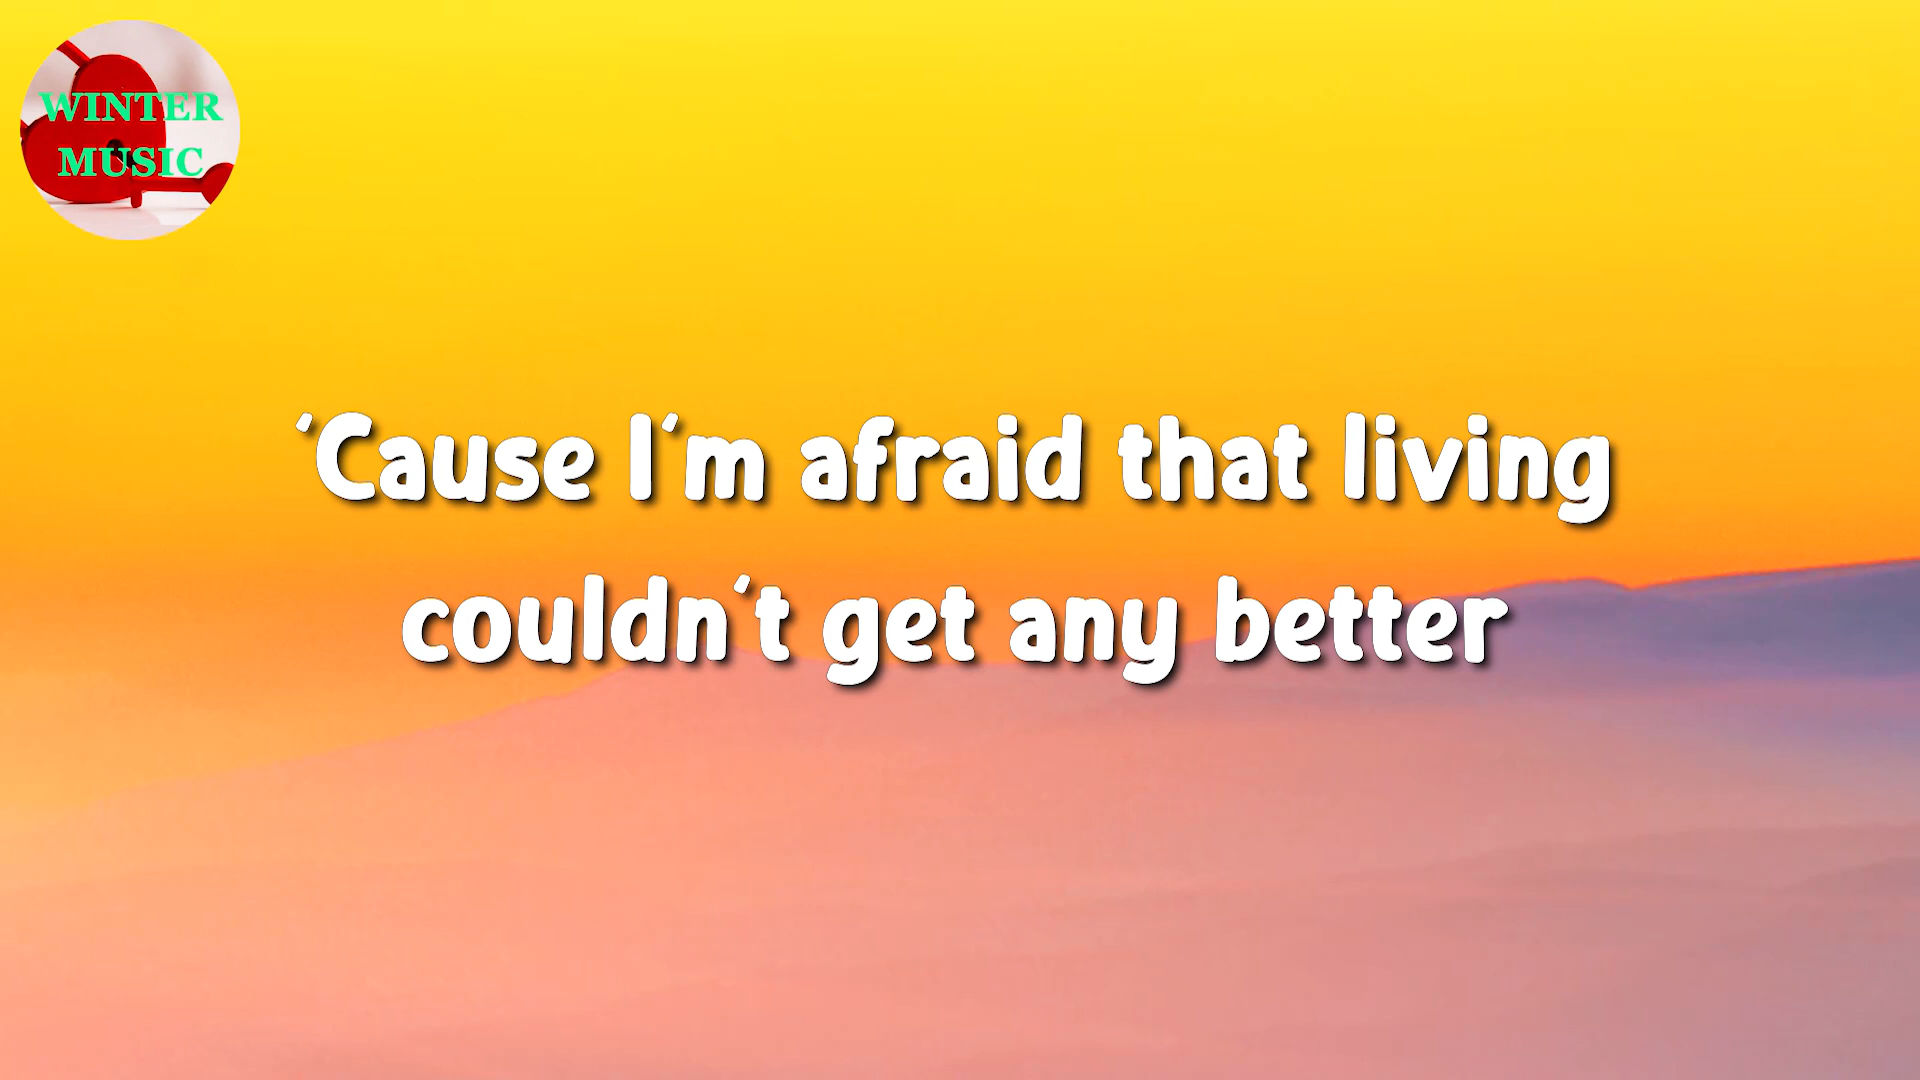 WINTER
MUSIC
'Cause I'm afraid that living
couldn't get any better